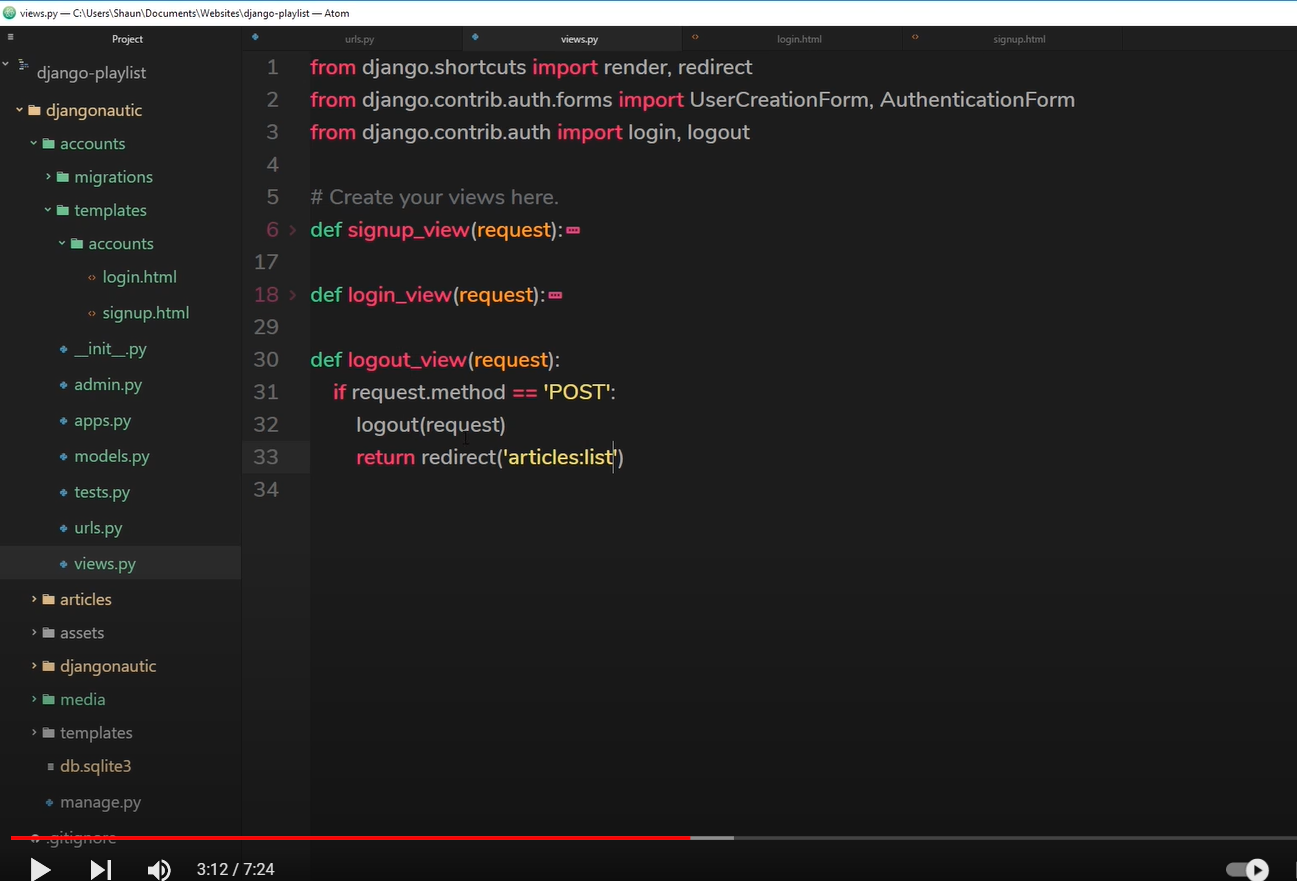 views.py — C:\Users\Shaun\Documents\Websites\django-playlist — Atom
Project
urls.py
views.py
login.html
signup.html
django-playlist
djangonautic
accounts
migrations
templates
accounts
login.html
signup.html
__init__.py
admin.py
apps.py
models.py
tests.py
urls.py
views.py
articles
assets
djangonautic
media
templates
db.sqlite3
manage.py
.gitignore
1 from django.shortcuts import render, redirect
2 from django.contrib.auth.forms import UserCreationForm, AuthenticationForm
3 from django.contrib.auth import login, logout
4
5 # Create your views here.
6 def signup_view(request):
17
18 def login_view(request):
29
30 def logout_view(request):
31 if request.method == 'POST':
32 logout(request)
33 return redirect('articles:list')
34
3:12 / 7:24